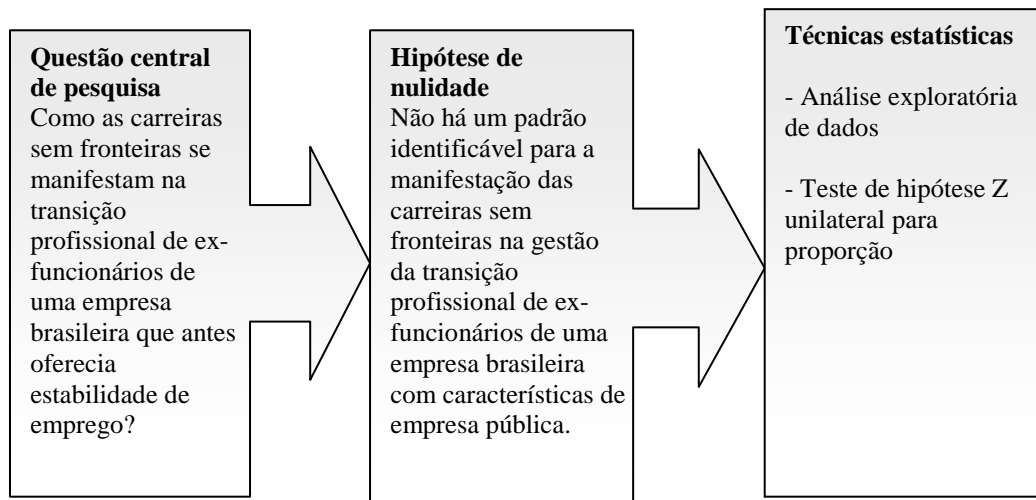 Questão central
de pesquisa
Como as carreiras
sem fronteiras se
manifestam na
transição
profissional de ex-
funcionários de
uma empresa
brasileira que antes
oferecia
estabilidade de
emprego?
Hipótese de
nulidade
Não há um padrão
identificável para a
manifestação das
carreiras sem
fronteiras na gestão
da transição
profissional de ex-
funcionários de uma
empresa brasileira
com características de
empresa pública.
Técnicas estatísticas
- Análise exploratória
de dados
- Teste de hipótese Z
unilateral para
proporção